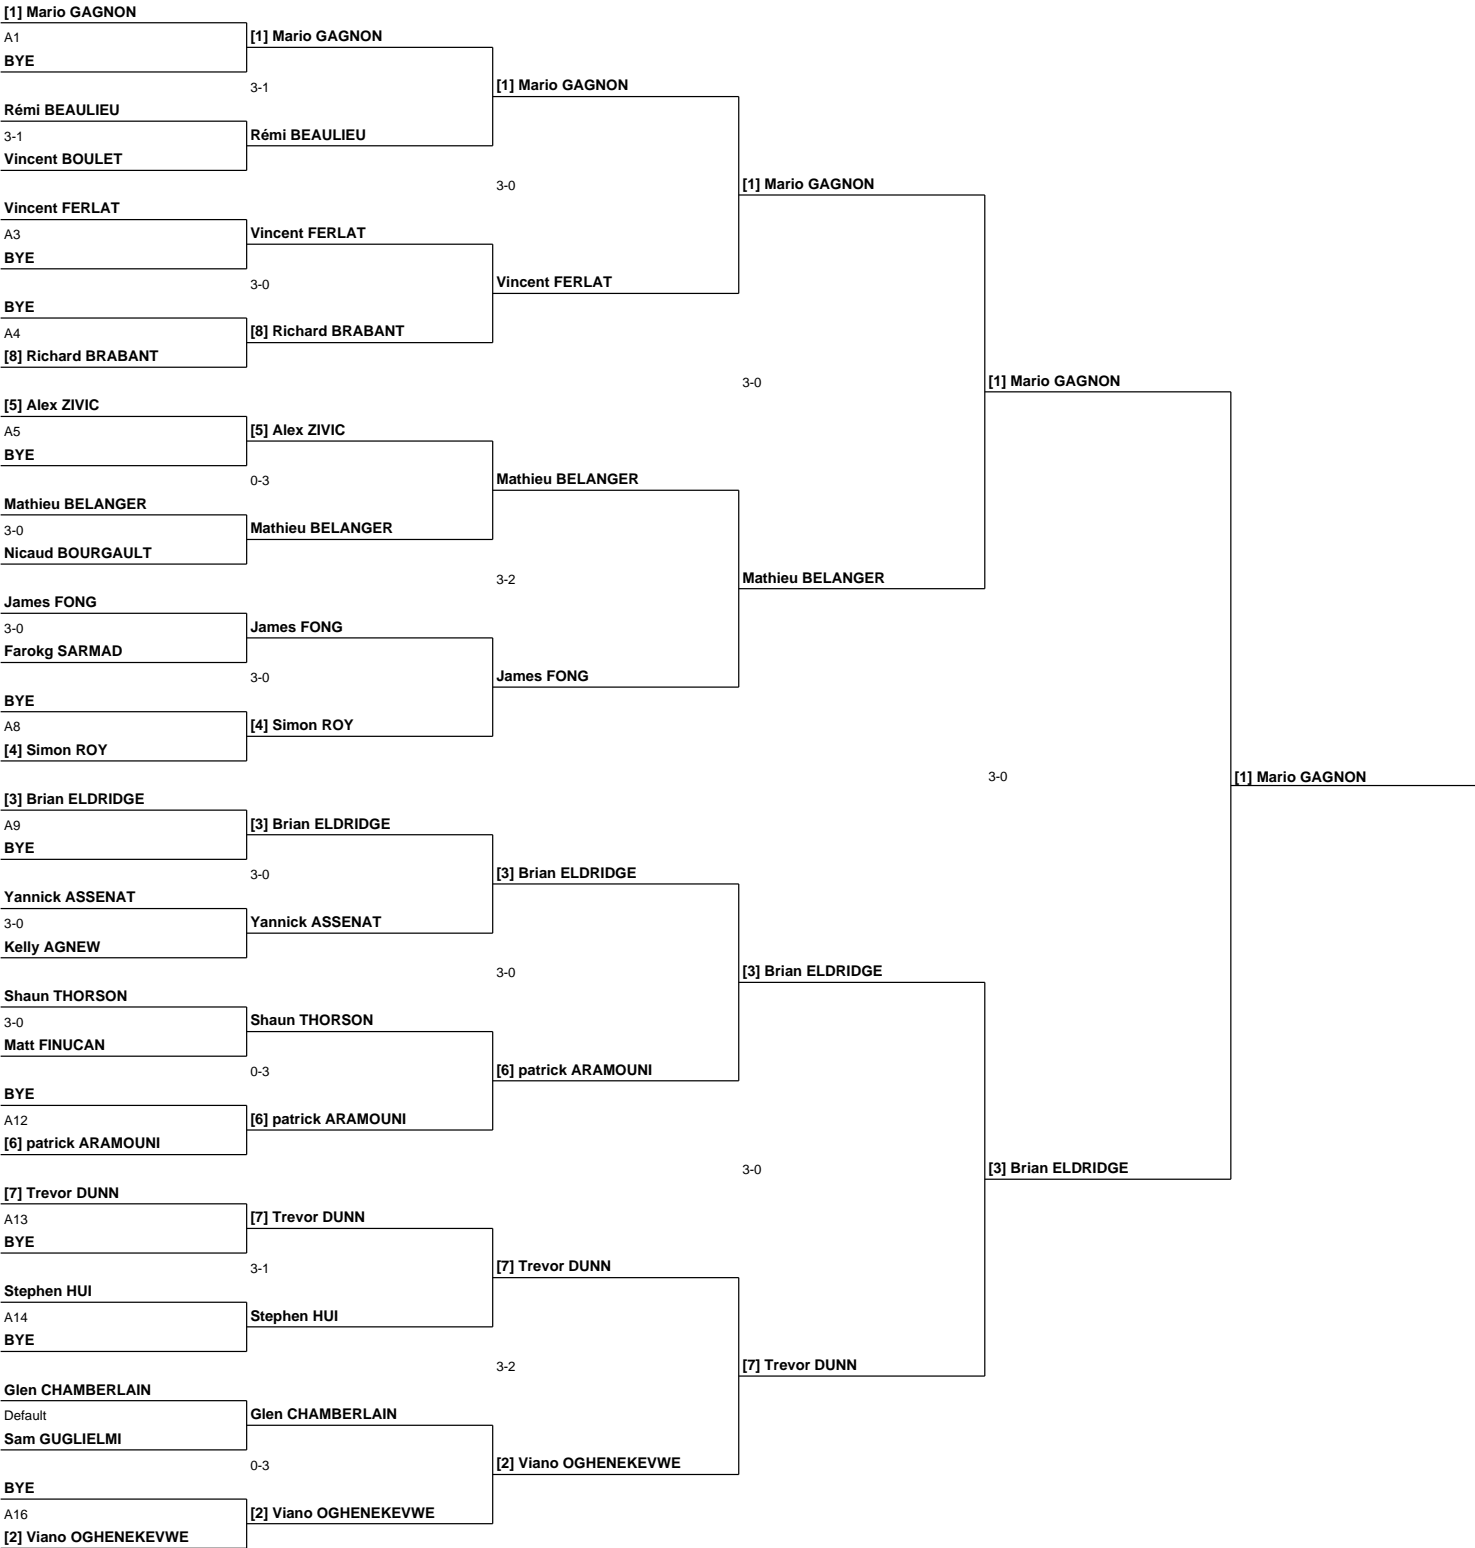 [1] Mario GAGNON
A1
BYE
Rémi BEAULIEU
3-1
Vincent BOULET
Vincent FERLAT
A3
BYE
BYE
A4
[8] Richard BRABANT
[5] Alex ZIVIC
A5
BYE
Mathieu BELANGER
3-0
Nicaud BOURGAULT
James FONG
3-0
Farokg SARMAD
BYE
A8
[4] Simon ROY
[3] Brian ELDRIDGE
A9
BYE
Yannick ASSENAT
3-0
Kelly AGNEW
Shaun THORSON
3-0
Matt FINUCAN
BYE
A12
[6] patrick ARAMOUNI
[7] Trevor DUNN
A13
BYE
Stephen HUI
A14
BYE
Glen CHAMBERLAIN
Default
Sam GUGLIELMI
BYE
A16
[2] Viano OGHENEKEVWE
[1] Mario GAGNON
3-1
Rémi BEAULIEU
Vincent FERLAT
3-0
[8] Richard BRABANT
[5] Alex ZIVIC
0-3
Mathieu BELANGER
James FONG
3-0
[4] Simon ROY
[3] Brian ELDRIDGE
3-0
Yannick ASSENAT
Shaun THORSON
0-3
[6] patrick ARAMOUNI
[7] Trevor DUNN
3-1
Stephen HUI
Glen CHAMBERLAIN
0-3
[2] Viano OGHENEKEVWE
[1] Mario GAGNON
3-0
Vincent FERLAT
Mathieu BELANGER
3-2
James FONG
[3] Brian ELDRIDGE
3-0
[6] patrick ARAMOUNI
[7] Trevor DUNN
3-2
[2] Viano OGHENEKEVWE
[1] Mario GAGNON
3-0
Mathieu BELANGER
[3] Brian ELDRIDGE
3-0
[7] Trevor DUNN
[1] Mario GAGNON
3-0
[3] Brian ELDRIDGE
[1] Mario GAGNON